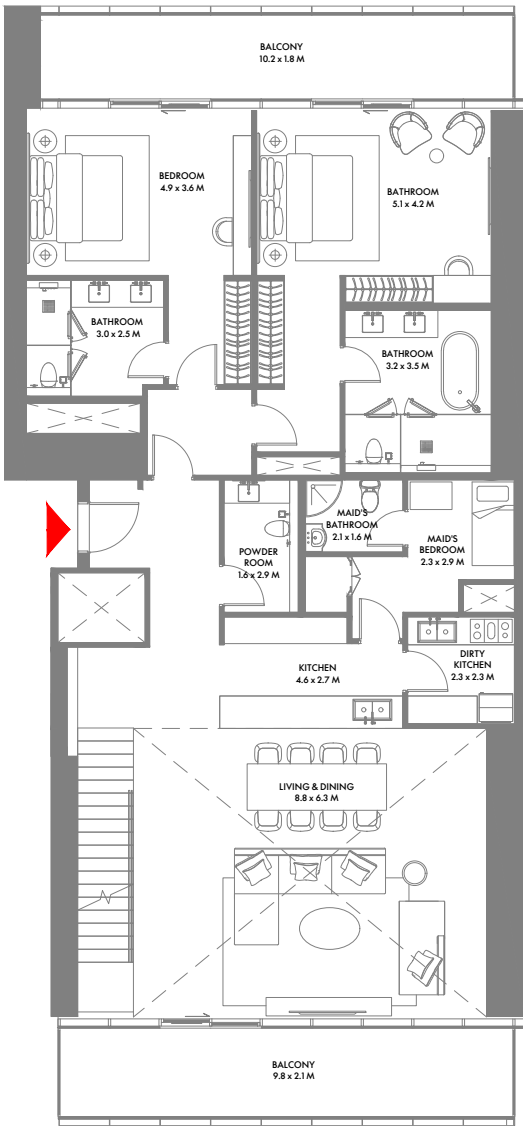 BALCONY
10.2 x 1.8 M
BEDROOM
4.9 x 3.6 M
BATHROOM
5.1 x 4.2 M
BATHROOM
3.0 x 2.5 M
BATHROOM
3.2 x 3.5 M
MAID'S
BATHROOM
2.1 x 1.6 M
MAID'S
BEDROOM
2.3 x 2.9 M
POWDER
ROOM
1.6 x 2.9 M
KITCHEN
4.6 x 2.7 M
DIRTY
KITCHEN
2.3 x 2.3 M
LIVING & DINING
8.8 x 6.3 M
BALCONY
9.8 x 2.1 M